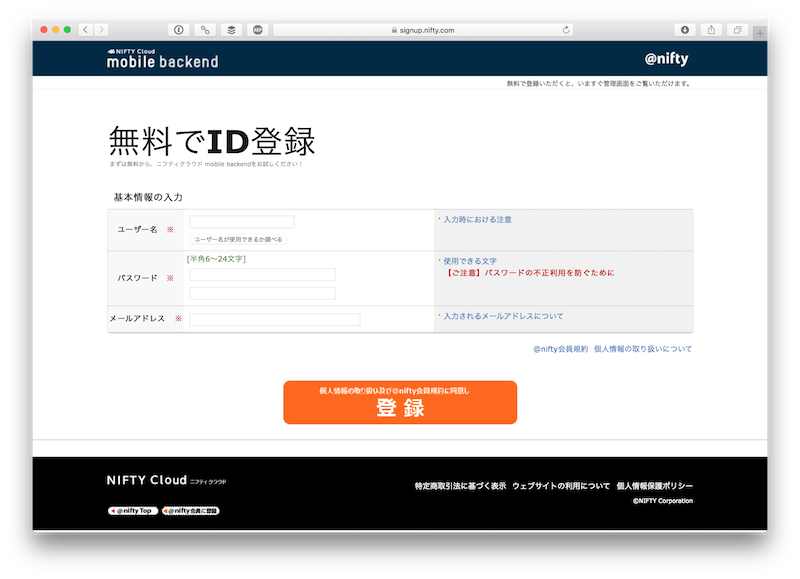 signup.nifty.com
ABP
NIFTY Cloud
mobile backend
@nifty
無料で登録いただくと、いますぐ管理画面をご覧いただけます。
無料でID登録
まずは無料から、ニフティクラウド mobile backendをお試しください！
基本情報の入力
ユーザー名 ※
ユーザー名が使用できるか調べる
・入力時における注意
[半角6～24文字]
パスワード ※
・使用できる文字
【ご注意】パスワードの不正利用を防ぐために
メールアドレス ※
・入力されるメールアドレスについて
@nifty会員規約 個人情報の取り扱いについて
個人情報の取り扱い及び@nifty会員規約に同意し
登録
NIFTY Cloud ニフティクラウド
特定商取引法に基づく表示 ウェブサイトの利用について 個人情報保護ポリシー
©NIFTY Corporation
@nifty Top
@nifty会員に登録